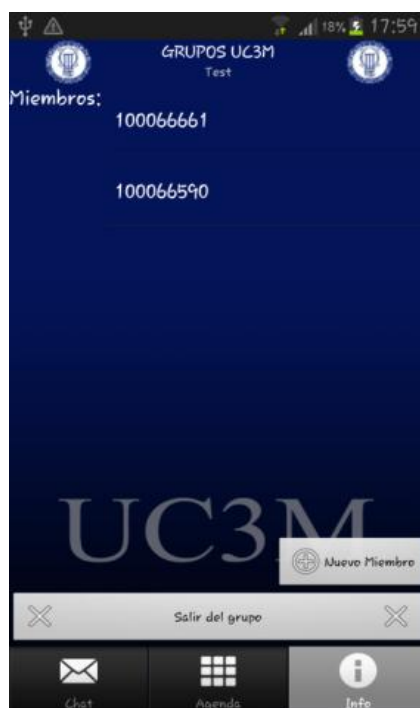 18% 17:59
GRUPOS UC3M
Test
Miembros:
100066661
100066590
UC3M
Nuevo Miembro
Salir del grupo
Chat Agenda Info